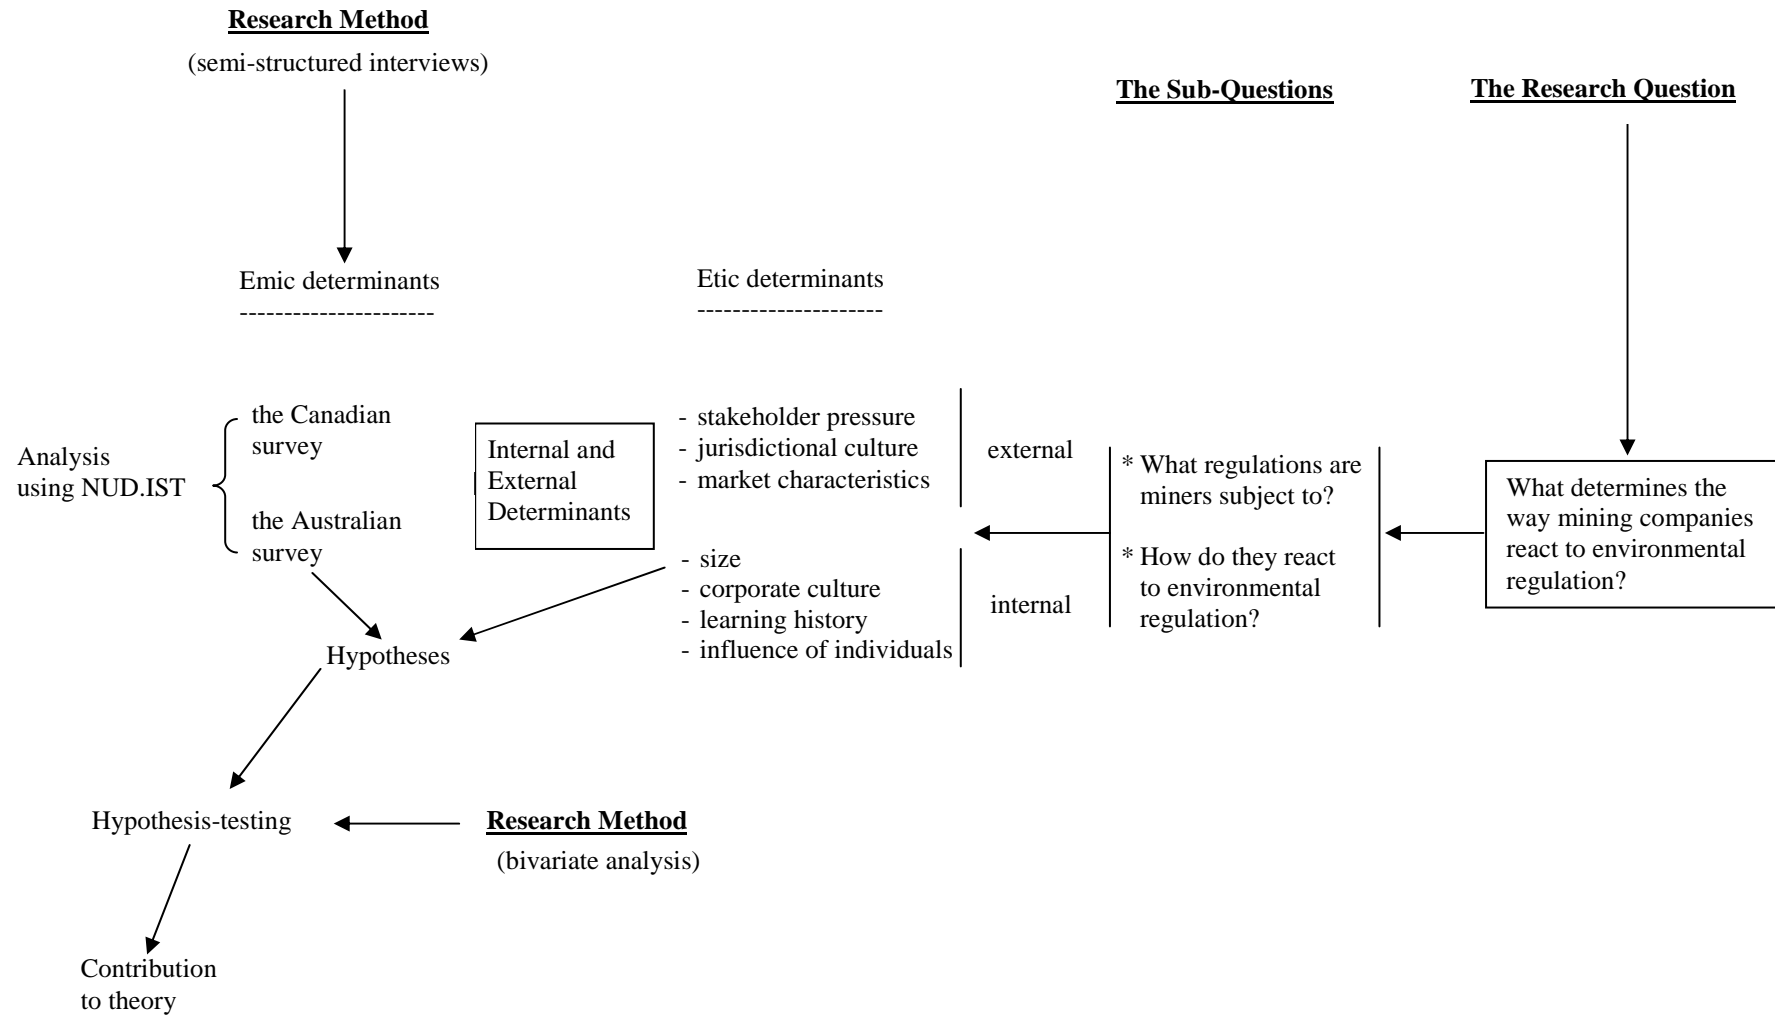 Research Method
(semi-structured interviews)
The Sub-Questions
The Research Question
Emic determinants
----------------------
Etic determinants
---------------------
Analysis
using NUD.IST
the Canadian
survey
the Australian
survey
Internal and
External
Determinants
- stakeholder pressure
- jurisdictional culture
- market characteristics
external
- size
- corporate culture
- learning history
- influence of individuals
internal
* What regulations are
miners subject to?
* How do they react
to environmental
regulation?
What determines the
way mining companies
react to environmental
regulation?
Hypotheses
Hypothesis-testing
Research Method
(bivariate analysis)
Contribution
to theory